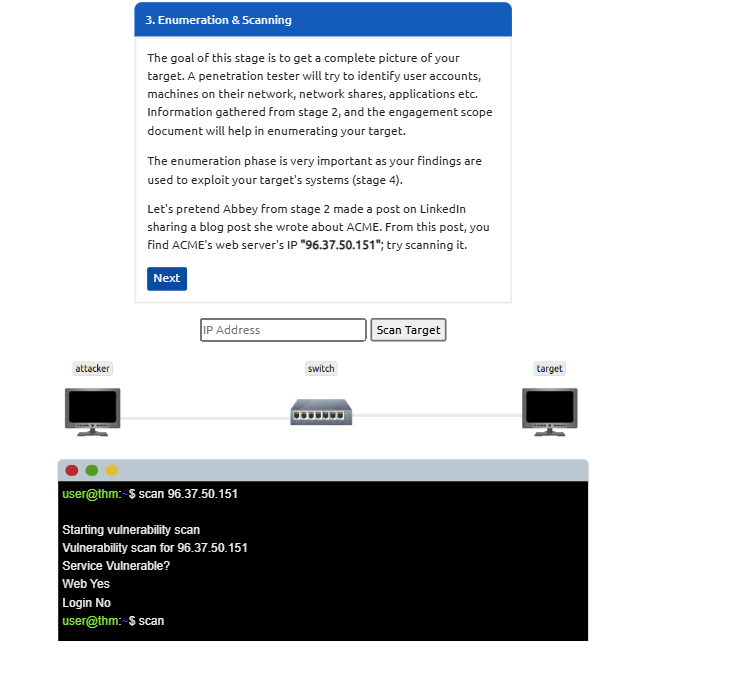 3. Enumeration & Scanning
The goal of this stage is to get a complete picture of your
target. A penetration tester will try to identify user accounts,
machines on their network, network shares, applications etc.
Information gathered from stage 2, and the engagement scope
document will help in enumerating your target.
The enumeration phase is very important as your findings are
used to exploit your target's systems (stage 4).
Let's pretend Abbey from stage 2 made a post on LinkedIn
sharing a blog post she wrote about ACME. From this post, you
find ACME's web server's IP "96.37.50.151"; try scanning it.
Next
IP Address Scan Target
attacker switch target
user@thm:~$ scan 96.37.50.151
Starting vulnerability scan
Vulnerability scan for 96.37.50.151
Service Vulnerable?
Web Yes
Login No
user@thm:~$ scan